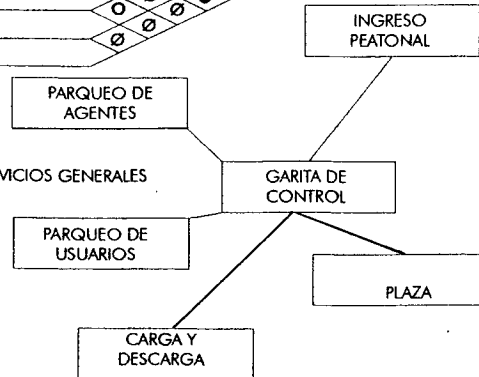 INGRESO
PEATONAL
PARQUEO DE
AGENTES
VICIOS GENERALES
GARITA DE
CONTROL
PARQUEO DE
USUARIOS
PLAZA
CARGA Y
DESCARGA